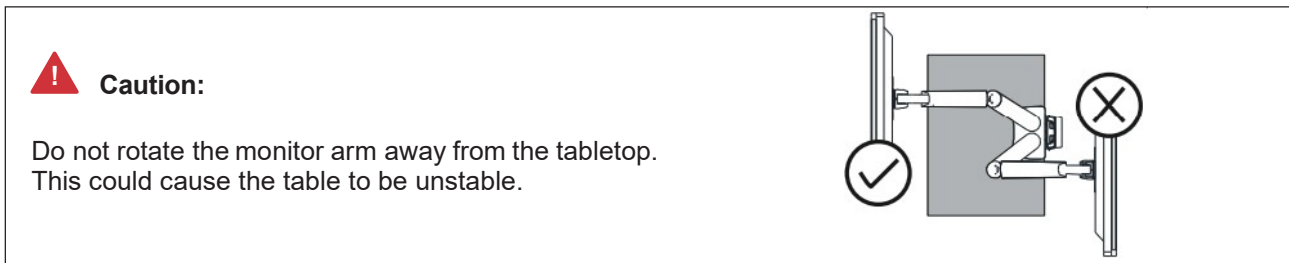 ! Caution:
Do not rotate the monitor arm away from the tabletop.
This could cause the table to be unstable.